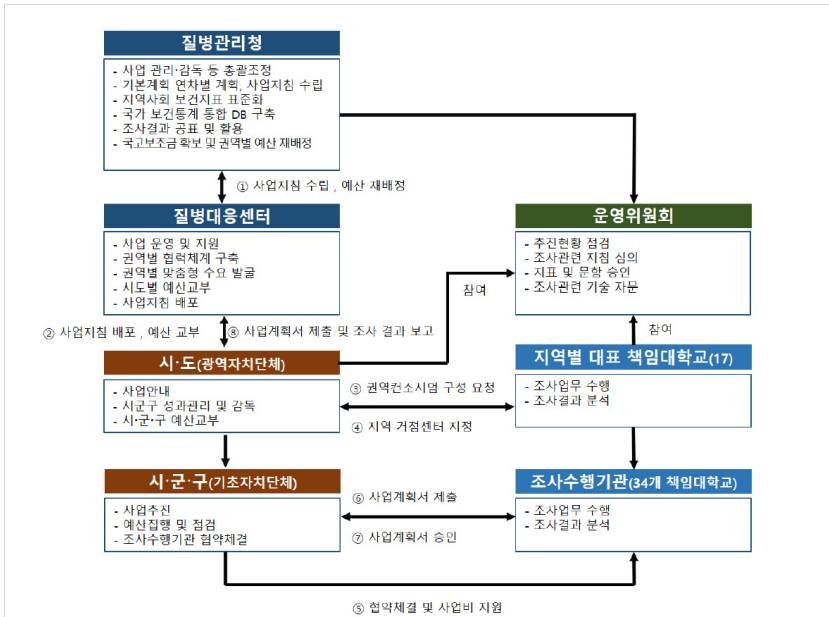 질병관리청
- 사업 관리·감독 등 총괄조정
- 기본계획 연차별 계획, 사업지침 수립
- 지역사회 보건지표 표준화
- 국가 보건통계 통합 DB 구축
- 조사결과 공표 및 활용
- 국고보조금 확보 및 권역별 예산 재배정
① 사업지침 수립 , 예산 재배정
질병대응센터
- 사업 운영 및 지원
- 권역별 협력체계 구축
- 권역별 맞춤형 수요 발굴
- 시도별 예산교부
- 사업지침 배포
운영위원회
- 추진현황 점검
- 조사관련 지침 심의
- 지표 및 문항 승인
- 조사관련 기술 자문
참여
② 사업지침 배포 , 예산 교부
⑧ 사업계획서 제출 및 조사 결과 보고
참여
시·도(광역자치단체)
- 사업안내
- 시군구 성과관리 및 감독
- 시·군·구 예산교부
③ 권역컨소시엄 구성 요청
④ 지역 거점센터 지정
지역별 대표 책임대학교(17)
- 조사업무 수행
- 조사결과 분석
시·군·구(기초자치단체)
- 사업추진
- 예산집행 및 점검
- 조사수행기관 협약체결
⑥ 사업계획서 제출
⑦ 사업계획서 승인
조사수행기관(34개 책임대학교)
- 조사업무 수행
- 조사결과 분석
⑤ 협약체결 및 사업비 지원